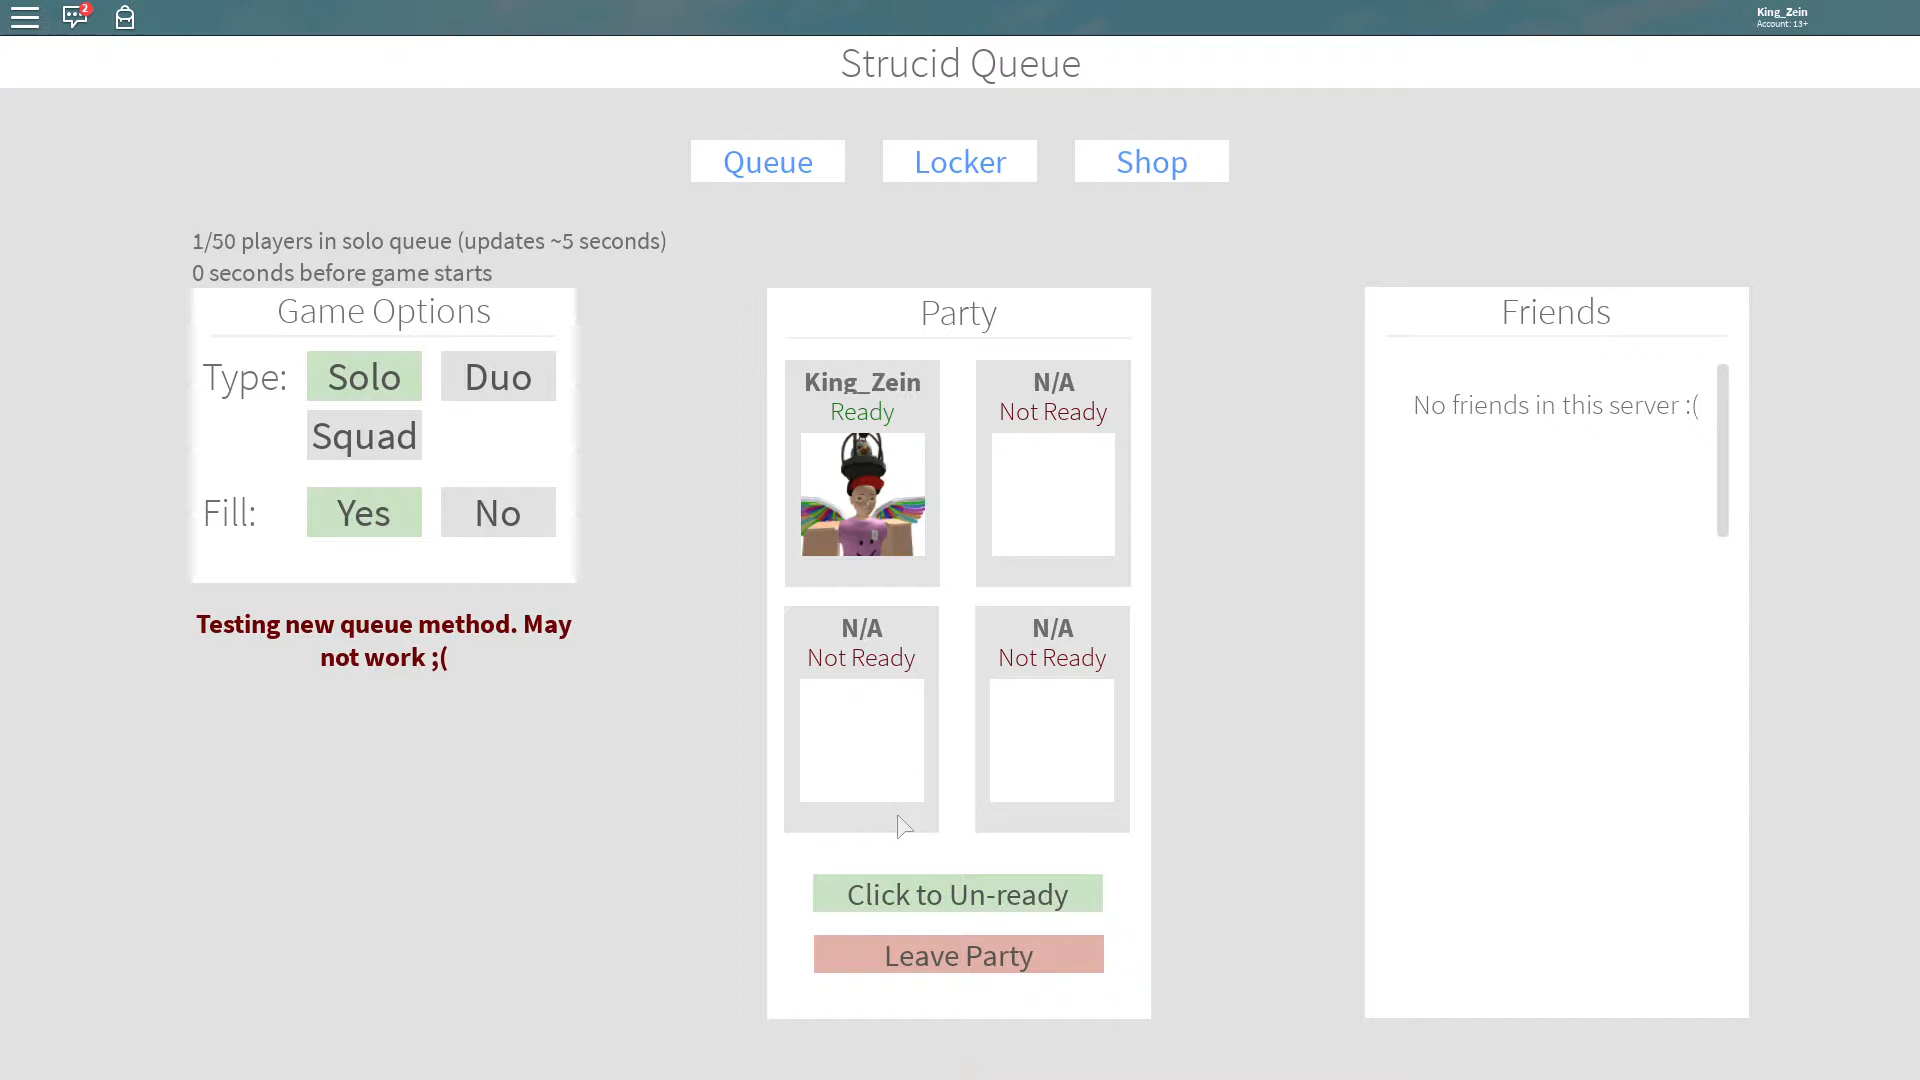 2
King_Zein
Account: 13+
Strucid Queue
Queue
Locker
Shop
1/50 players in solo queue (updates ~5 seconds)
0 seconds before game starts
Game Options
Type:
Solo
Duo
Squad
Fill:
Yes
No
Testing new queue method. May
not work ;(
Party
King_Zein
Ready
N/A
Not Ready
N/A
Not Ready
N/A
Not Ready
Click to Un-ready
Leave Party
Friends
No friends in this server :(